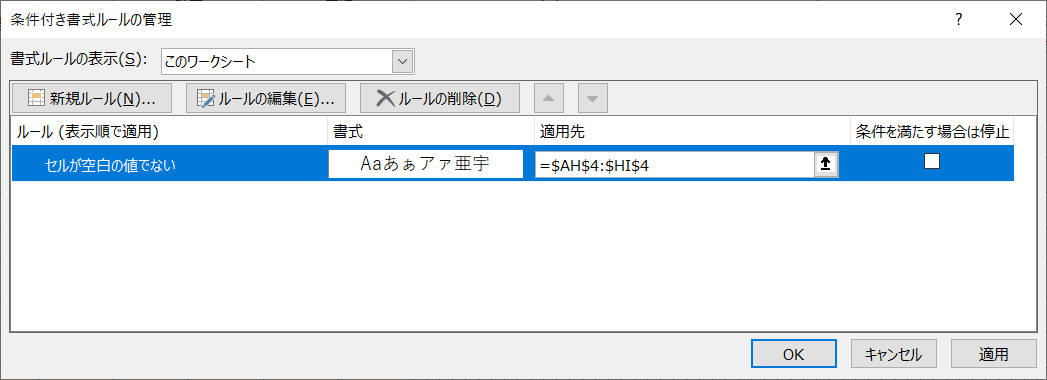 条件付き書式ルールの管理 ?
書式ルールの表示(S): このワークシート
新規ルール(N)... ルールの編集(E)... ルールの削除(D)
ルール (表示順で適用) 書式 適用先 条件を満たす場合は停止
セルが空白の値でない Aaあぁアァ亜宇 =$AH$4:$HI$4
OK キャンセル 適用